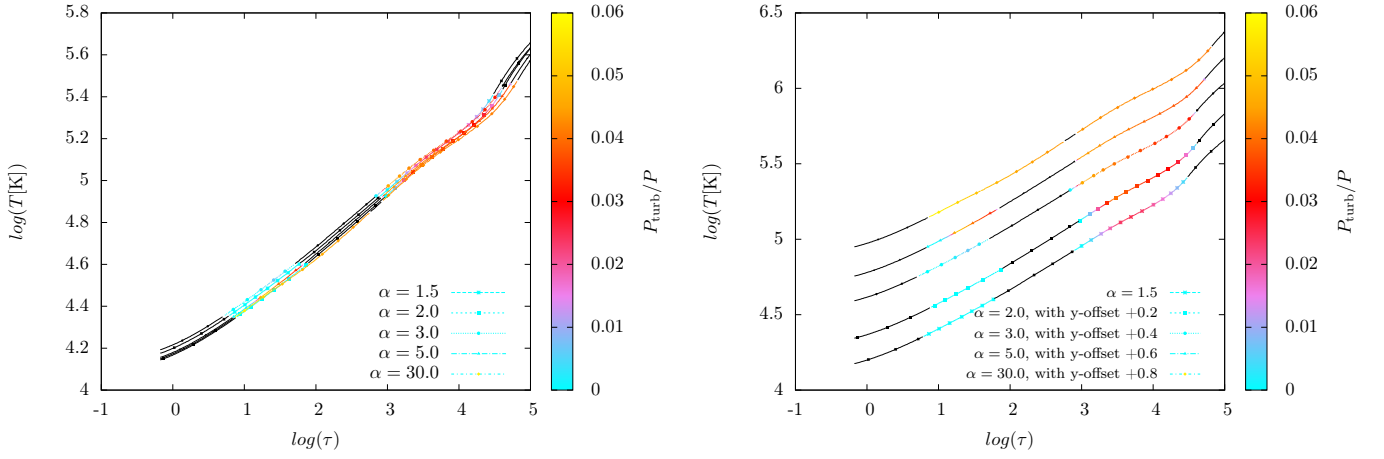 5.8
5.6
5.4
5.2
5
4.8
4.6
4.4
4.2
4
-1
0
1
2
3
4
5
log(T[K])
log(τ)
α = 1.5
α = 2.0
α = 3.0
α = 5.0
α = 30.0
0.06
0.05
0.04
0.03
0.02
0.01
0
P_turb/P
6.5
6
5.5
5
4.5
4
-1
0
1
2
3
4
5
log(T[K])
log(τ)
α = 1.5
α = 2.0, with y-offset +0.2
α = 3.0, with y-offset +0.4
α = 5.0, with y-offset +0.6
α = 30.0, with y-offset +0.8
0.06
0.05
0.04
0.03
0.02
0.01
0
P_turb/P